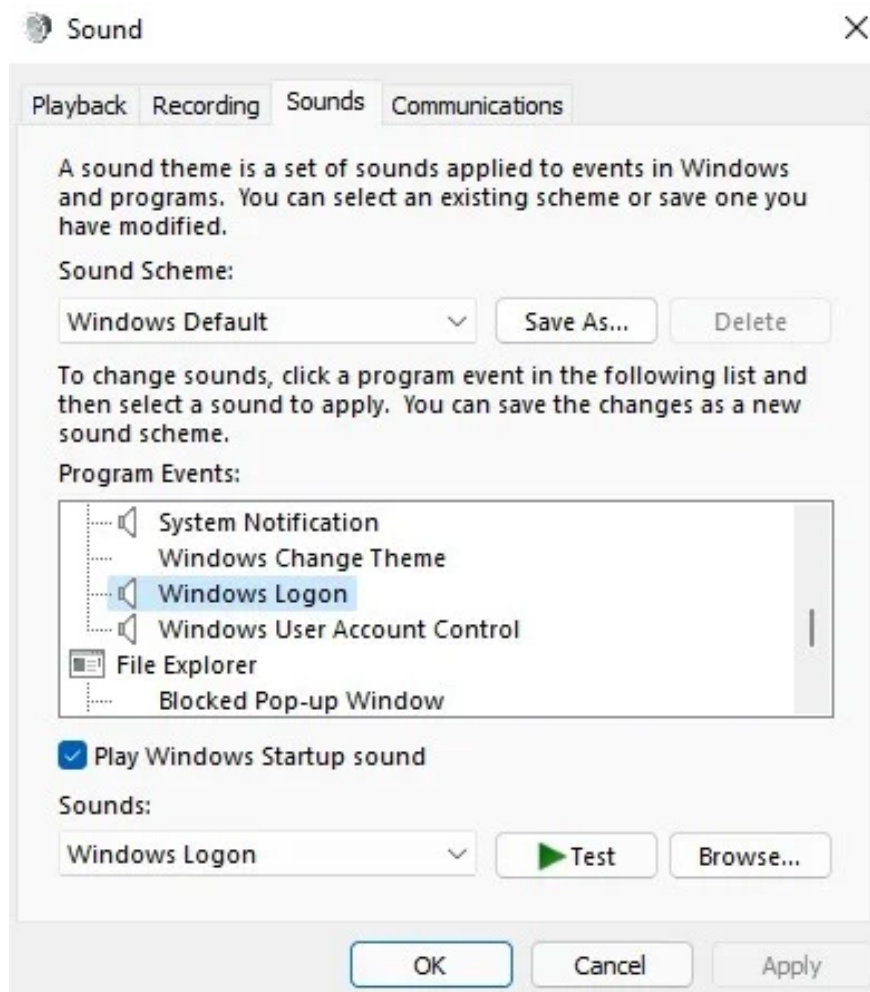 Sound
Playback Recording Sounds Communications
A sound theme is a set of sounds applied to events in Windows
and programs. You can select an existing scheme or save one you
have modified.
Sound Scheme:
Windows Default Save As... Delete
To change sounds, click a program event in the following list and
then select a sound to apply. You can save the changes as a new
sound scheme.
Program Events:
System Notification
Windows Change Theme
Windows Logon
Windows User Account Control
File Explorer
Blocked Pop-up Window
Play Windows Startup sound
Sounds:
Windows Logon Test Browse...
OK Cancel Apply